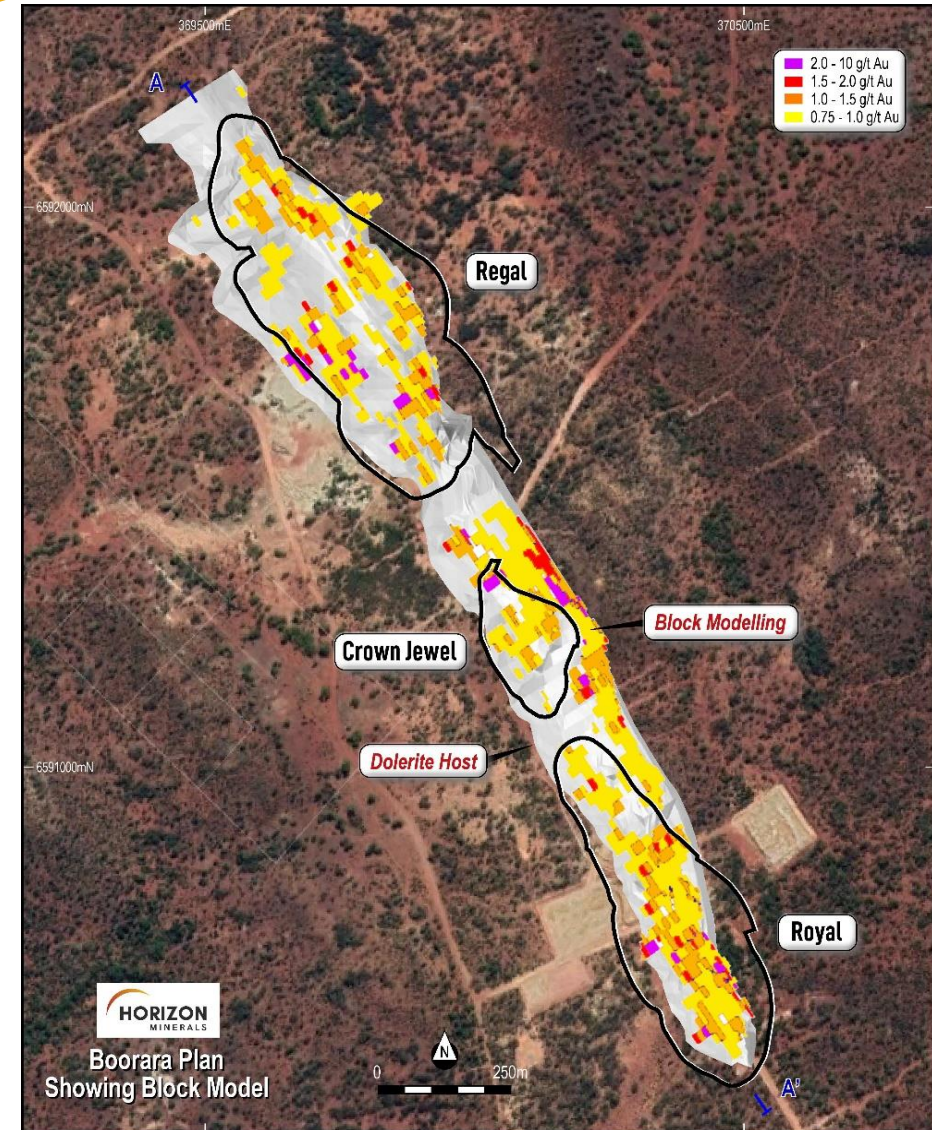 369500mE
370500mE
A
2.0 - 10 g/t Au
1.5 - 2.0 g/t Au
1.0 - 1.5 g/t Au
0.75 - 1.0 g/t Au
6592000mN
Regal
Block Modelling
Crown Jewel
Dolerite Host
6591000mN
Royal
HORIZON
MINERALS
Boorara Plan
Showing Block Model
N
0 250m
A'